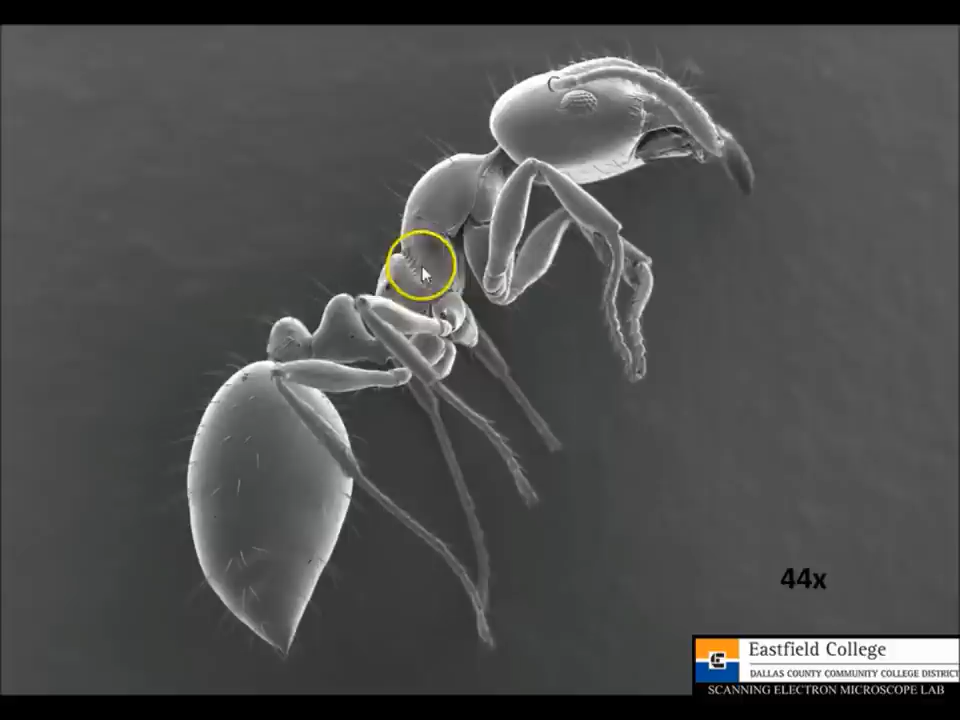 44x
Eastfield College
DALLAS COUNTY COMMUNITY COLLEGE DISTRICT
SCANNING ELECTRON MICROSCOPE LAB